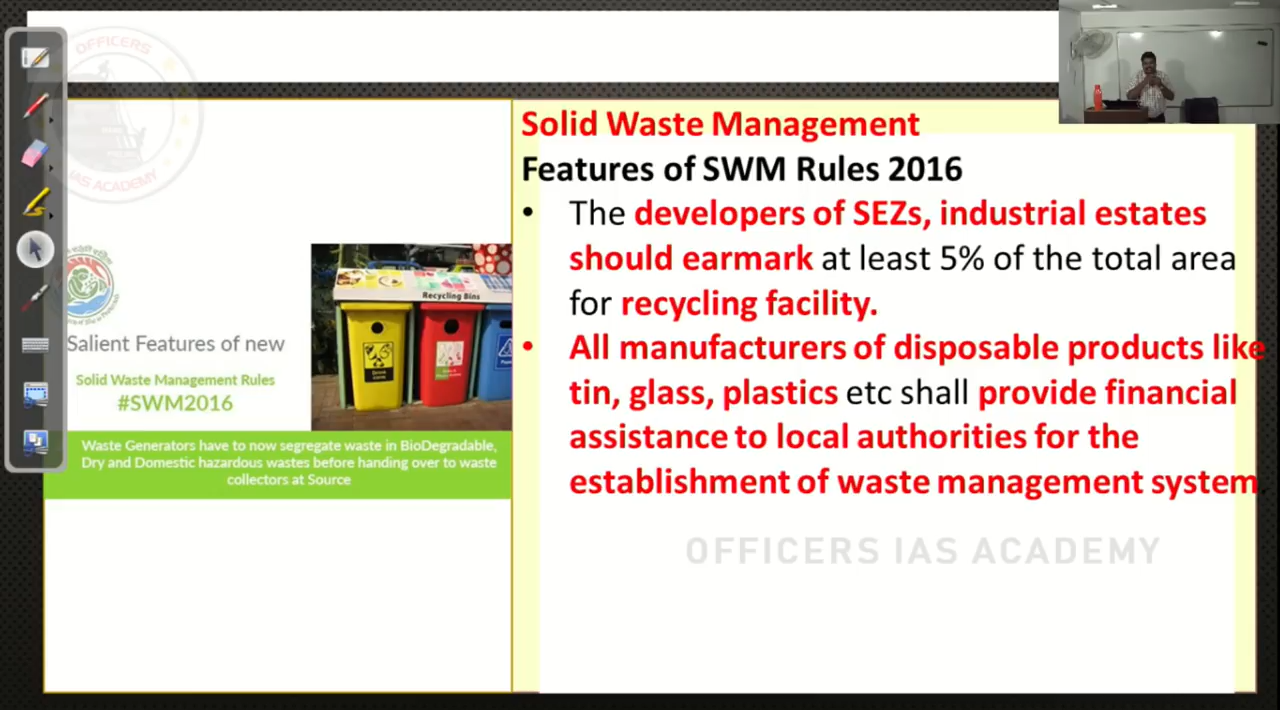 OFFICERS
IAS ACADEMY
Solid Waste Management
Features of SWM Rules 2016
• The developers of SEZs, industrial estates
should earmark at least 5% of the total area
for recycling facility.
• All manufacturers of disposable products like
tin, glass, plastics etc shall provide financial
assistance to local authorities for the
establishment of waste management system
Recycling Bins
Salient Features of new
Solid Waste Management Rules
#SWM2016
Waste Generators have to now segregate waste in BioDegradable,
Dry and Domestic hazardous wastes before handing over to waste
collectors at Source
OFFICERS IAS ACADEMY